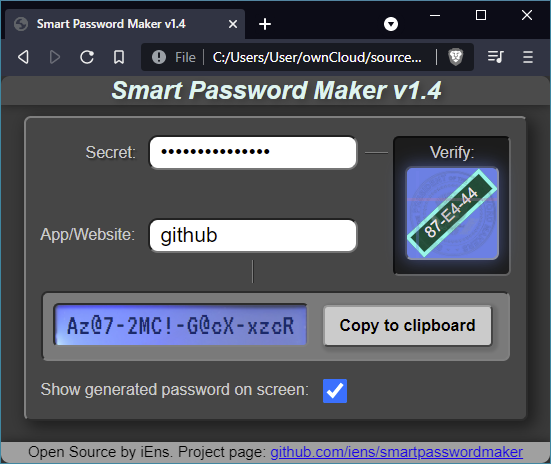 Smart Password Maker v1.4
File
C:/Users/User/ownCloud/source...
Smart Password Maker v1.4
Secret:
•••••••••••••••
Verify:
87-E4-44
App/Website:
github
Az@7-2MC!-G@cX-xzcR
Copy to clipboard
Show generated password on screen:
Open Source by iEns. Project page: github.com/iens/smartpasswordmaker